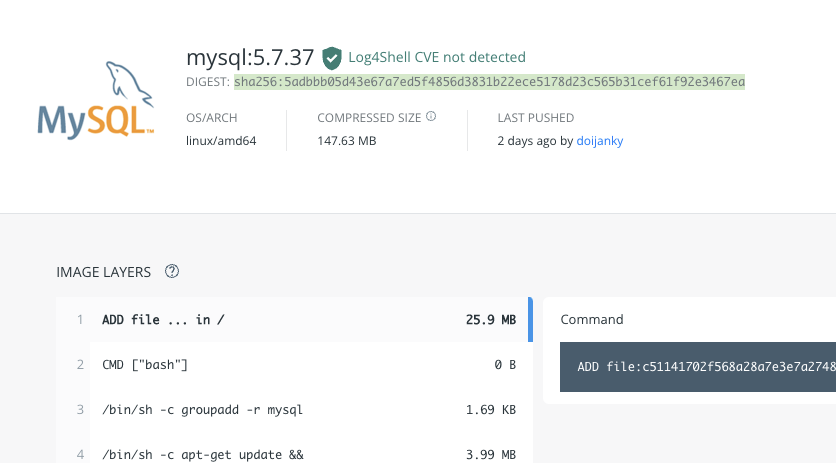 mysql:5.7.37 Log4Shell CVE not detected
DIGEST: sha256:5adbbb05d43e67a7ed5f4856d3831b22ece5178d23c565b31cef61f92e3467ea
MySQL™
OS/ARCH COMPRESSED SIZE LAST PUSHED
linux/amd64 147.63 MB 2 days ago by doijanky
IMAGE LAYERS
1 ADD file ... in / 25.9 MB
Command
2 CMD ["bash"] 0 B
ADD file:c51141702f568a28a7e3e7a2748
3 /bin/sh -c groupadd -r mysql 1.69 KB
4 /bin/sh -c apt-get update && 3.99 MB